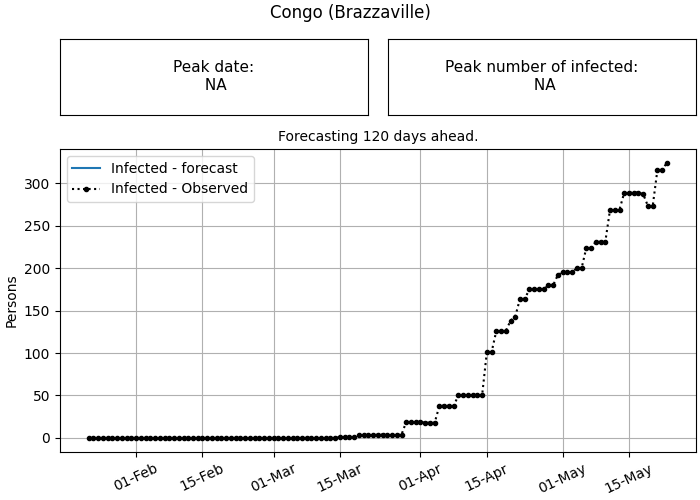 Congo (Brazzaville)
Peak date:
NA
Peak number of infected:
NA
Forecasting 120 days ahead.
Infected - forecast
Infected - Observed
Persons
300
250
200
150
100
50
0
01-Feb
15-Feb
01-Mar
15-Mar
01-Apr
15-Apr
01-May
15-May